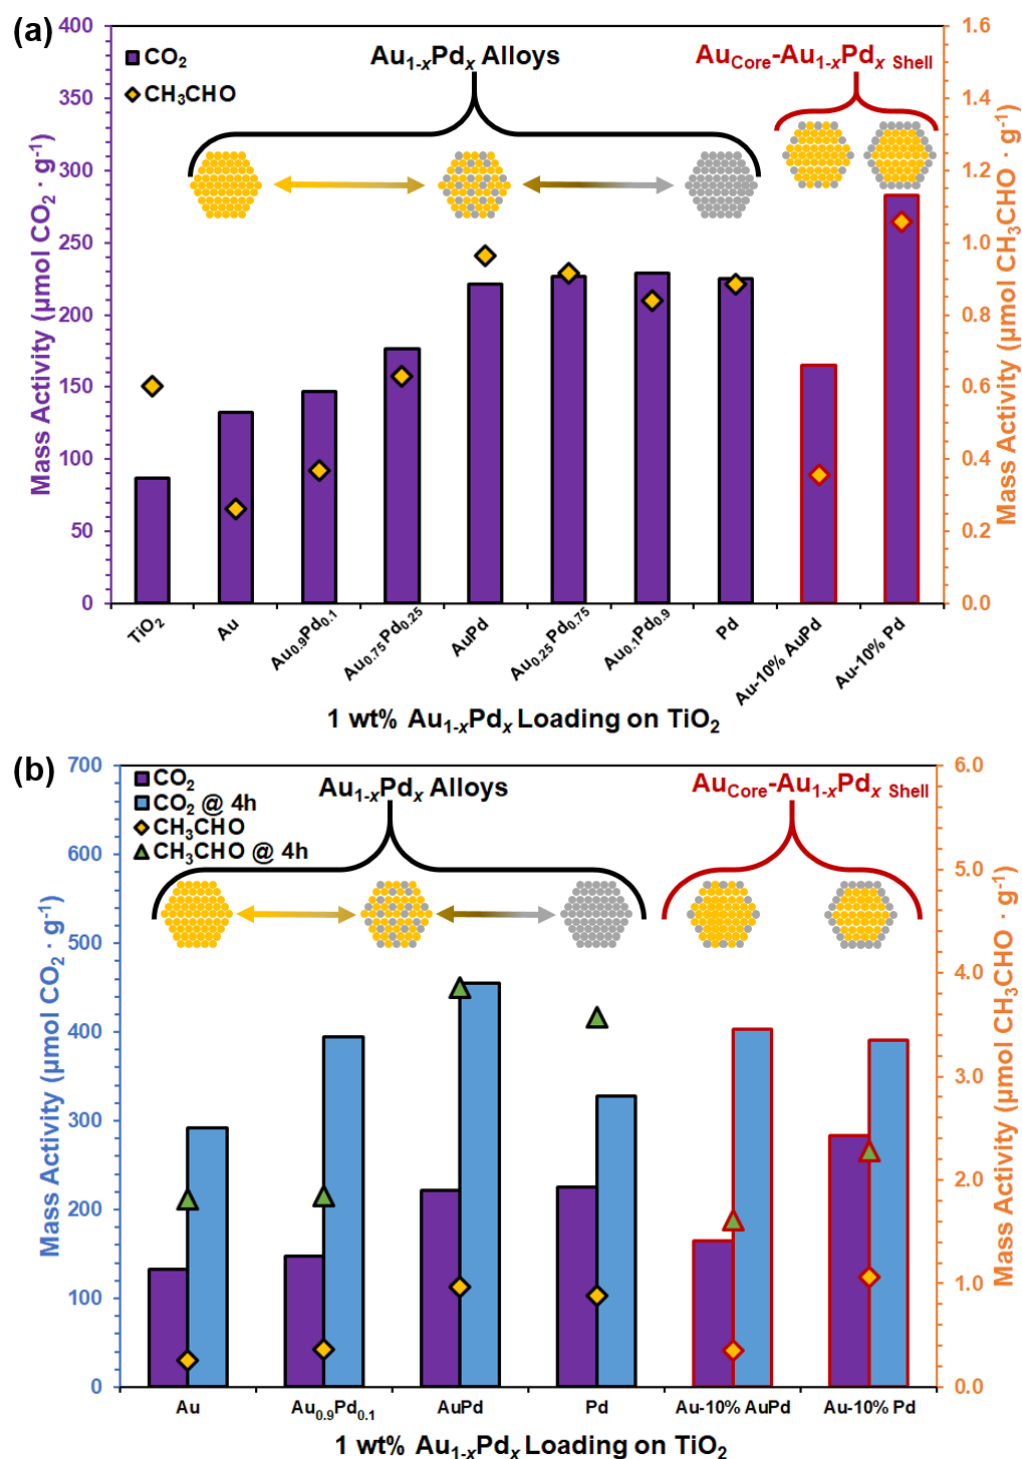 (a)
CO₂
CH₃CHO
Au₁₋ₓPdₓ Alloys
Au_Core-Au₁₋ₓPdₓ Shell
Mass Activity (µmol CO₂ · g⁻¹)
400
350
300
250
200
150
100
50
0
1.6
1.4
1.2
1.0
0.8
0.6
0.4
0.2
0.0
Mass Activity (µmol CH₃CHO · g⁻¹)
TiO₂
Au
Au₀.₉Pd₀.₁
Au₀.₇₅Pd₀.₂₅
AuPd
Au₀.₂₅Pd₀.₇₅
Au₀.₁Pd₀.₉
Pd
Au-10% AuPd
Au-10% Pd
1 wt% Au₁₋ₓPdₓ Loading on TiO₂
(b)
CO₂
CO₂ @ 4h
CH₃CHO
CH₃CHO @ 4h
Au₁₋ₓPdₓ Alloys
Au_Core-Au₁₋ₓPdₓ Shell
Mass Activity (µmol CO₂ · g⁻¹)
700
600
500
400
300
200
100
0
6.0
5.0
4.0
3.0
2.0
1.0
0.0
Mass Activity (µmol CH₃CHO · g⁻¹)
Au
Au₀.₉Pd₀.₁
AuPd
Pd
Au-10% AuPd
Au-10% Pd
1 wt% Au₁₋ₓPdₓ Loading on TiO₂